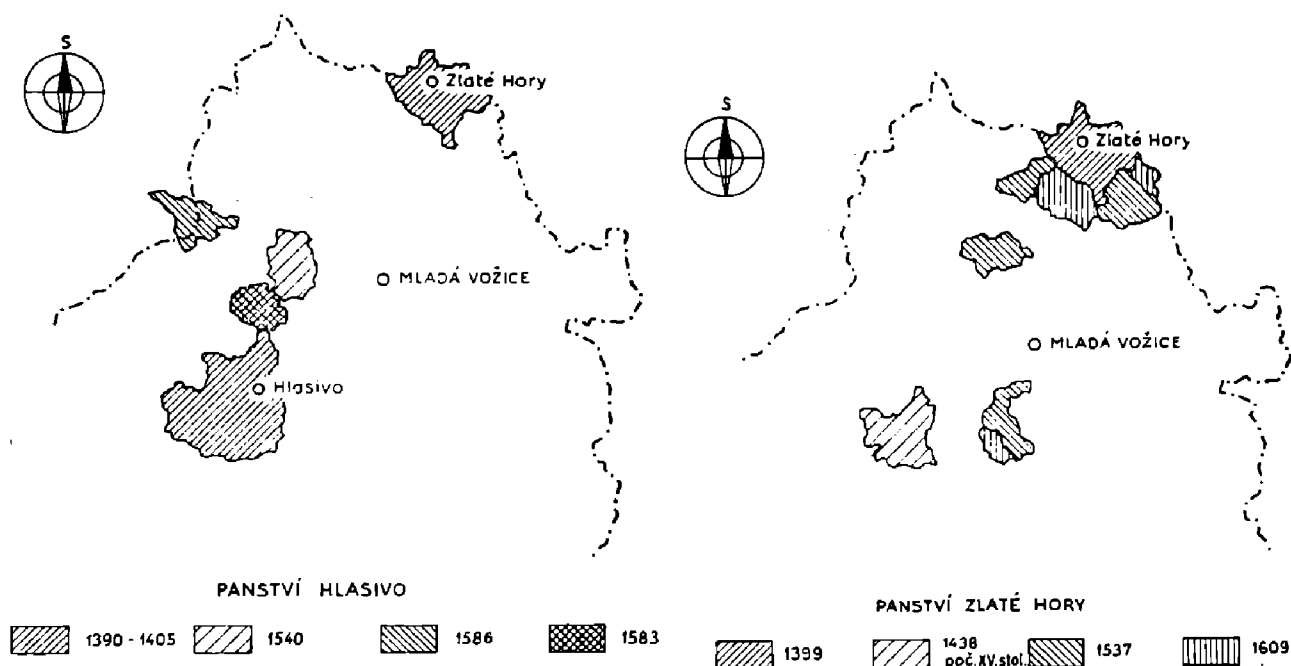 S
Zlaté Hory
MLADÁ VOŽICE
Hlasivo
PANSTVÍ HLASIVO
1390 - 1405
1540
1586
1583
S
Zlaté Hory
MLADÁ VOŽICE
PANSTVÍ ZLATÉ HORY
1399
1438
poč. XV. stol.
1537
1609